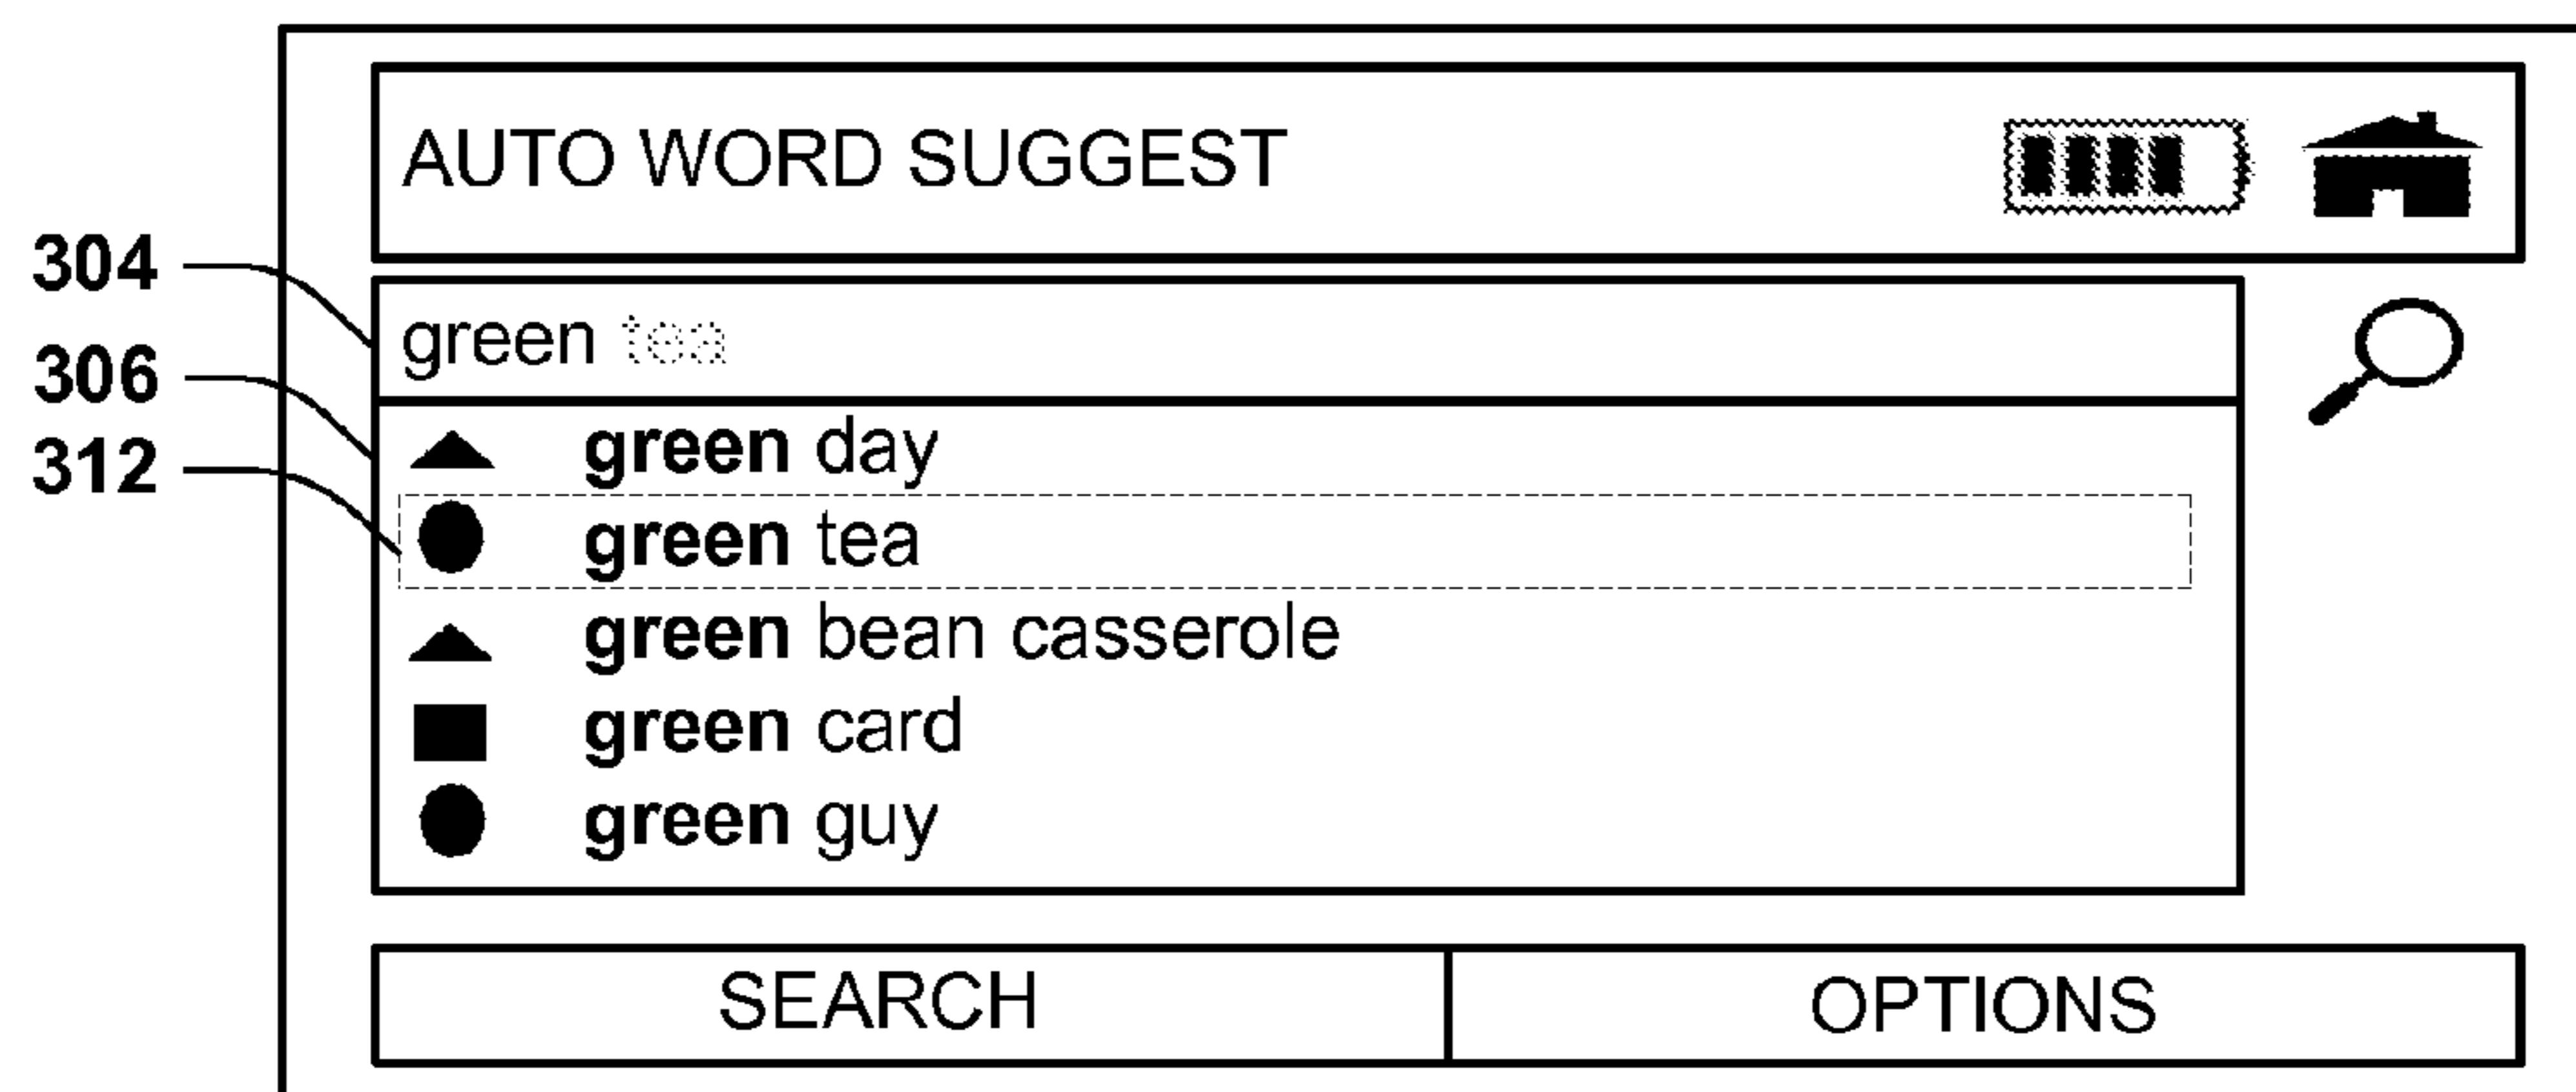 AUTO WORD SUGGEST
304
green tea
306
green day
312
green tea
green bean casserole
green card
green guy
SEARCH OPTIONS